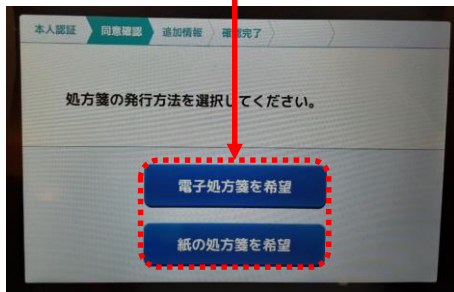 本人認証 同意確認 追加情報 確認完了
処方箋の発行方法を選択してください。
電子処方箋を希望
紙の処方箋を希望